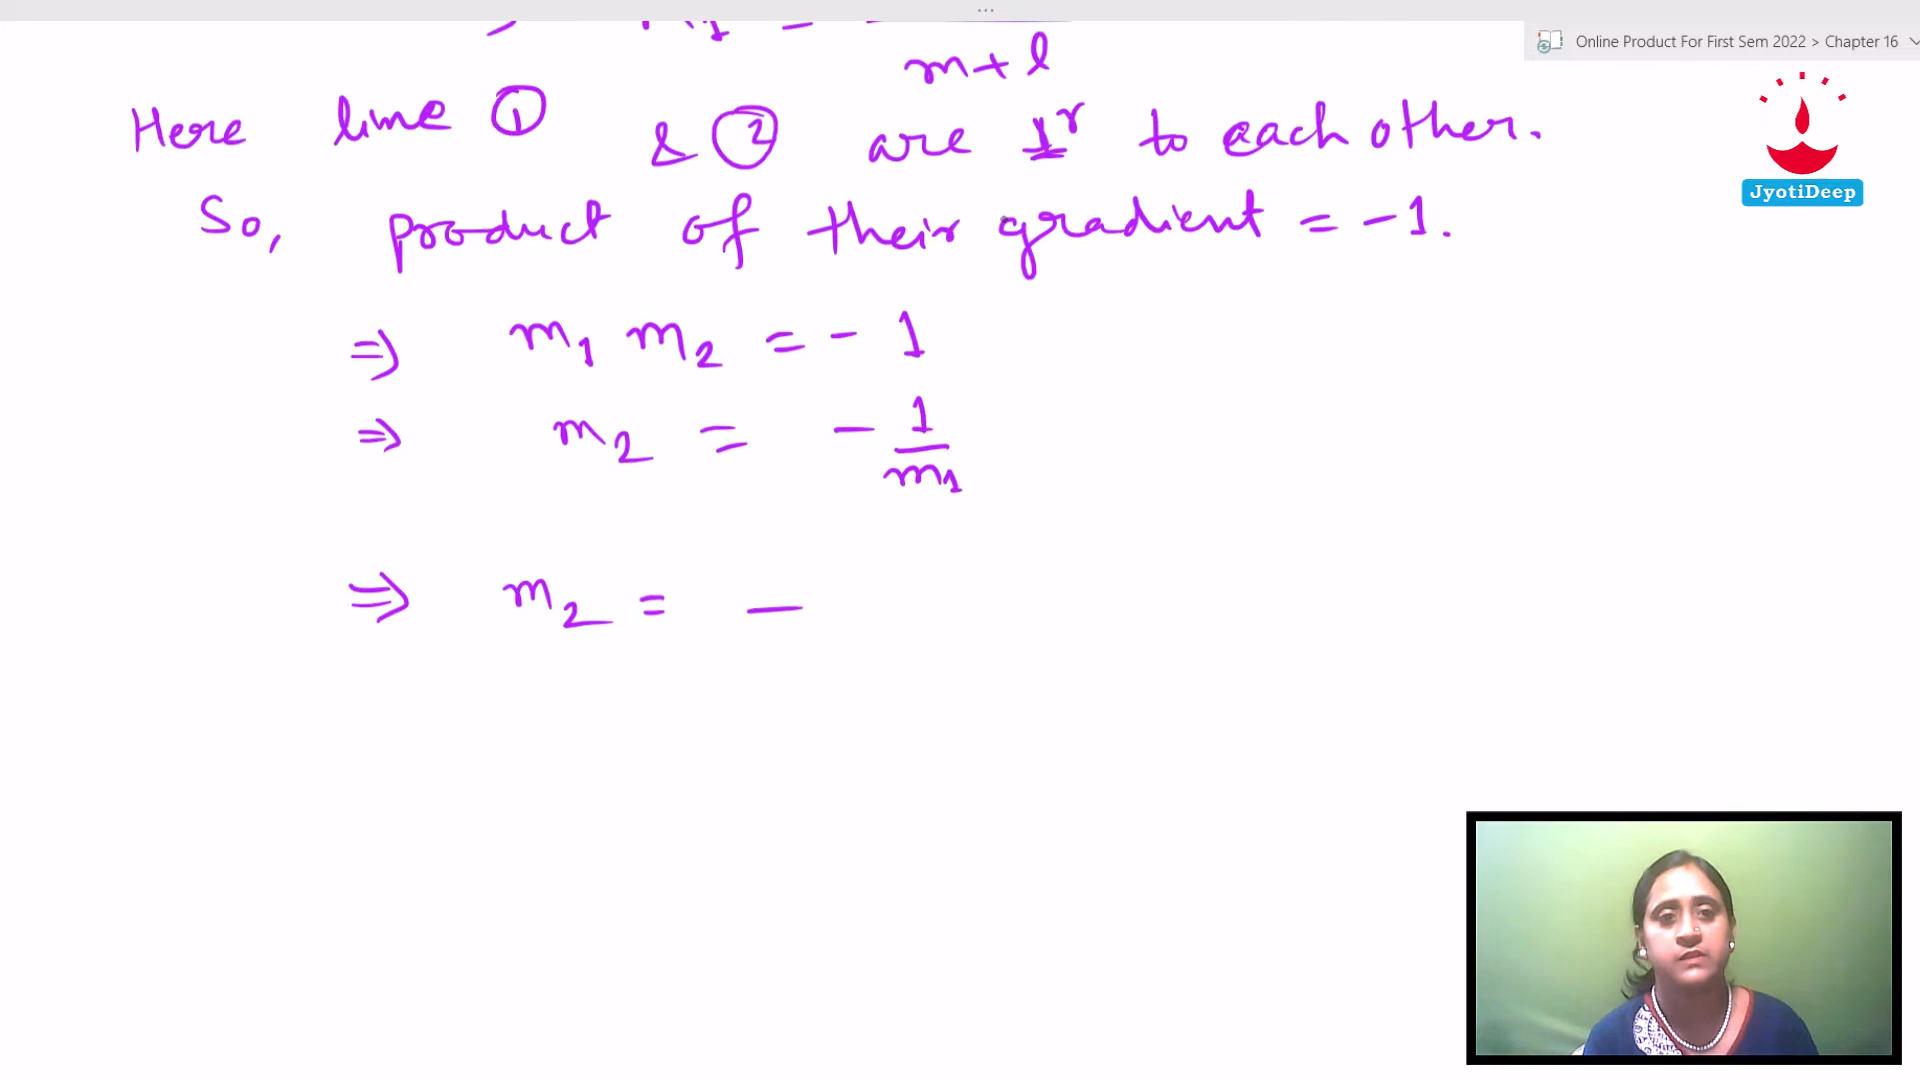 ...
Online Product For First Sem 2022 > Chapter 16
m + l
Here line ① & ② are ⊥r to each other.
JyotiDeep
So, product of their gradient = -1.
⇒ m1 m2 = - 1
⇒ m2 = - 1/m1
⇒ m2 = —